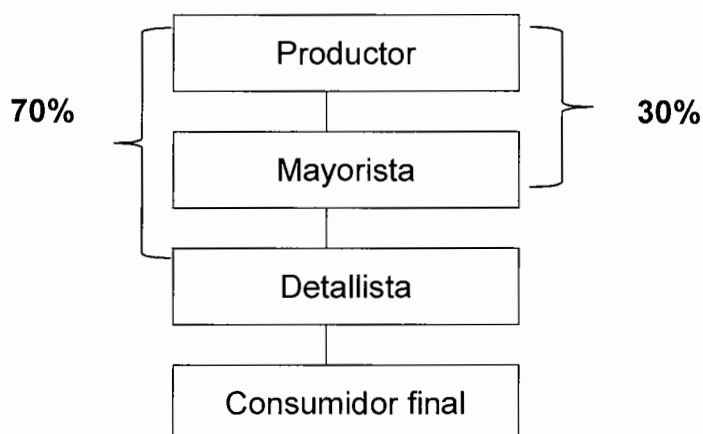 Productor
70%
30%
Mayorista
Detallista
Consumidor final